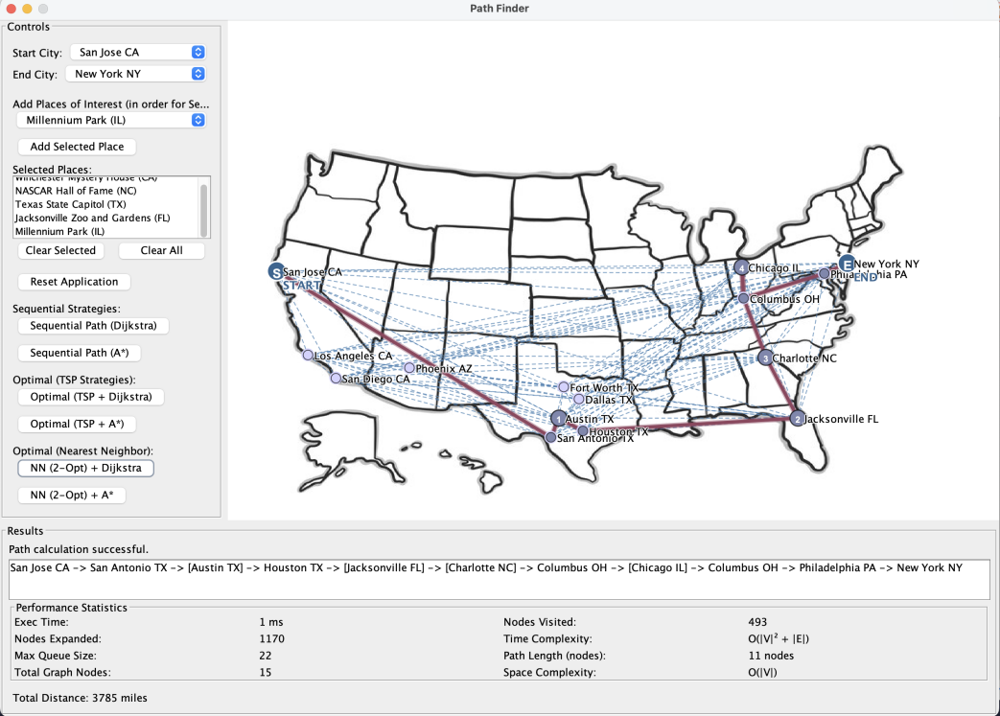 Path Finder
Controls
Start City: San Jose CA
End City: New York NY
Add Places of Interest (in order for Se...
Millennium Park (IL)
Add Selected Place
Selected Places:
Winchester Mystery House (CA)
NASCAR Hall of Fame (NC)
Texas State Capitol (TX)
Jacksonville Zoo and Gardens (FL)
Millennium Park (IL)
Clear Selected Clear All
Reset Application
Sequential Strategies:
Sequential Path (Dijkstra)
Sequential Path (A*)
Optimal (TSP Strategies):
Optimal (TSP + Dijkstra)
Optimal (TSP + A*)
Optimal (Nearest Neighbor):
NN (2-Opt) + Dijkstra
NN (2-Opt) + A*
S San Jose CA
START
4 Chicago IL
E New York NY
END
Philadelphia PA
Columbus OH
Los Angeles CA
Phoenix AZ
San Diego CA
3 Charlotte NC
Fort Worth TX
Dallas TX
1 Austin TX
2 Jacksonville FL
Houston TX
San Antonio TX
Results
Path calculation successful.
San Jose CA -> San Antonio TX -> [Austin TX] -> Houston TX -> [Jacksonville FL] -> [Charlotte NC] -> Columbus OH -> [Chicago IL] -> Columbus OH -> Philadelphia PA -> New York NY
Performance Statistics
Exec Time: 1 ms Nodes Visited: 493
Nodes Expanded: 1170 Time Complexity: O(|V|² + |E|)
Max Queue Size: 22 Path Length (nodes): 11 nodes
Total Graph Nodes: 15 Space Complexity: O(|V|)
Total Distance: 3785 miles